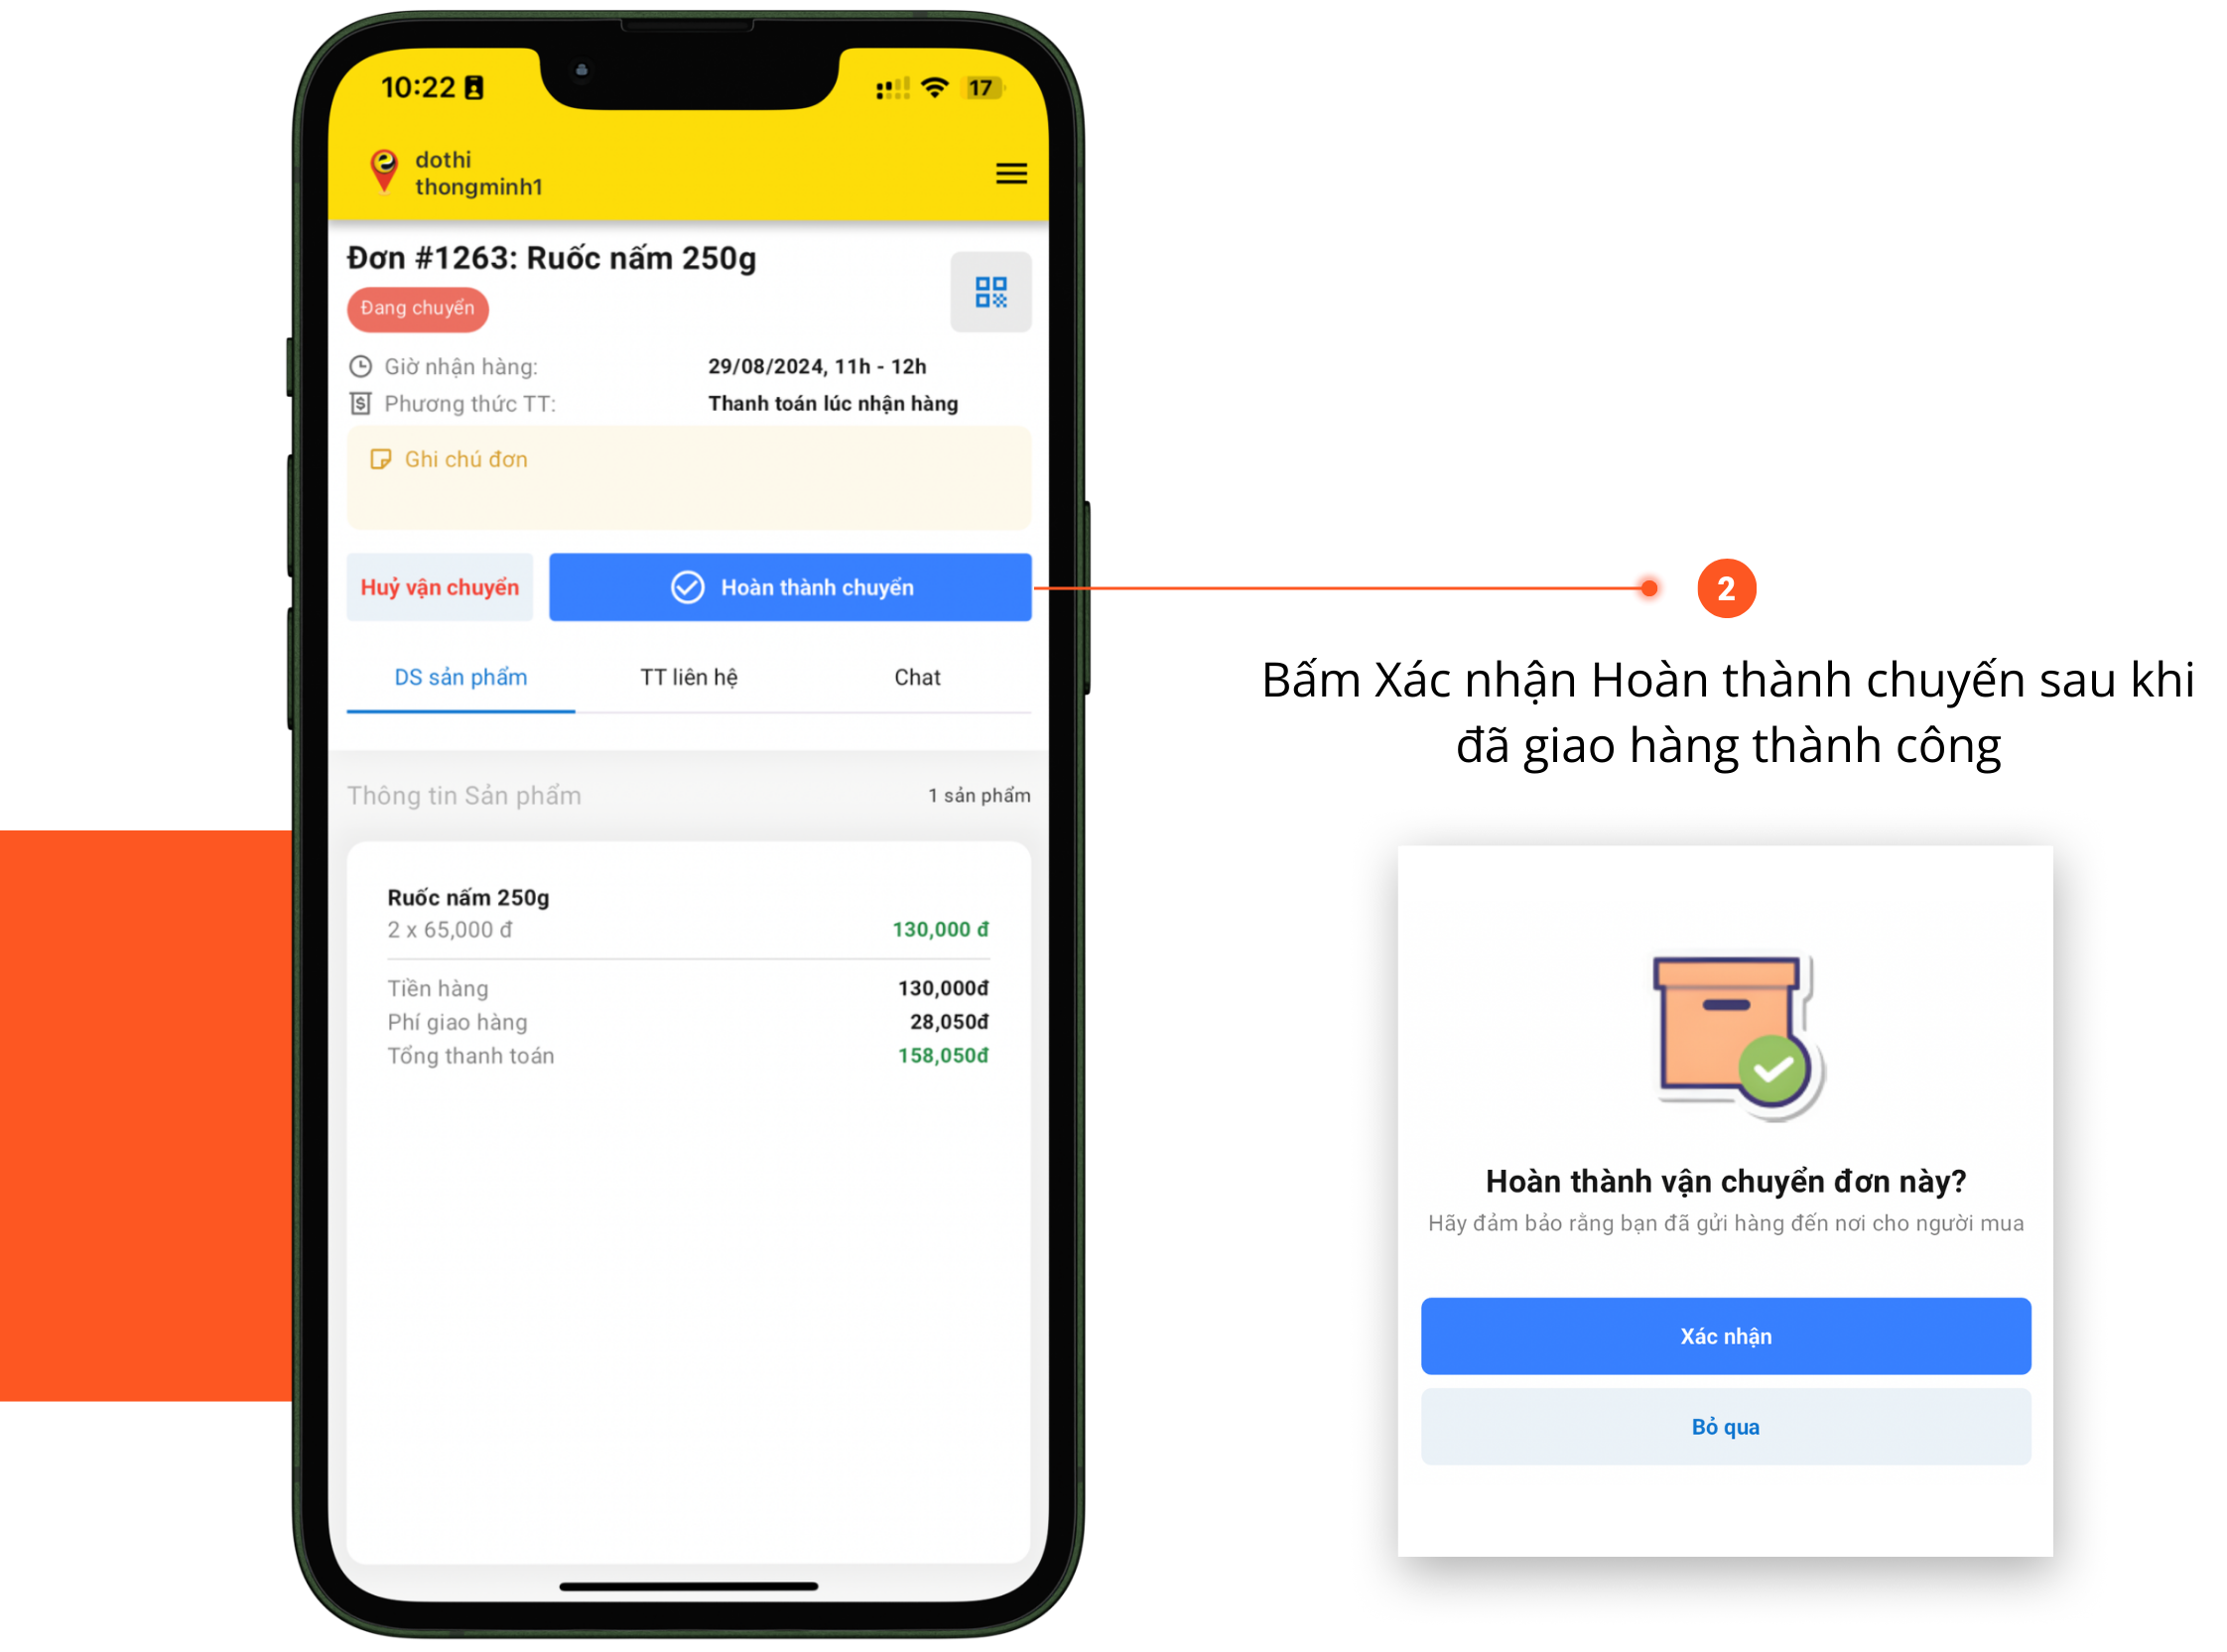 10:22
17
dothi
thongminh1
Đơn #1263: Ruốc nấm 250g
Đang chuyển
Giờ nhận hàng: 29/08/2024, 11h - 12h
Phương thức TT: Thanh toán lúc nhận hàng
Ghi chú đơn
Huỷ vận chuyển
Hoàn thành chuyến
DS sản phẩm
TT liên hệ
Chat
Thông tin Sản phẩm
1 sản phẩm
Ruốc nấm 250g
2 x 65,000 đ 130,000 đ
Tiền hàng 130,000đ
Phí giao hàng 28,050đ
Tổng thanh toán 158,050đ
2
Bấm Xác nhận Hoàn thành chuyến sau khi
đã giao hàng thành công
Hoàn thành vận chuyển đơn này?
Hãy đảm bảo rằng bạn đã gửi hàng đến nơi cho người mua
Xác nhận
Bỏ qua